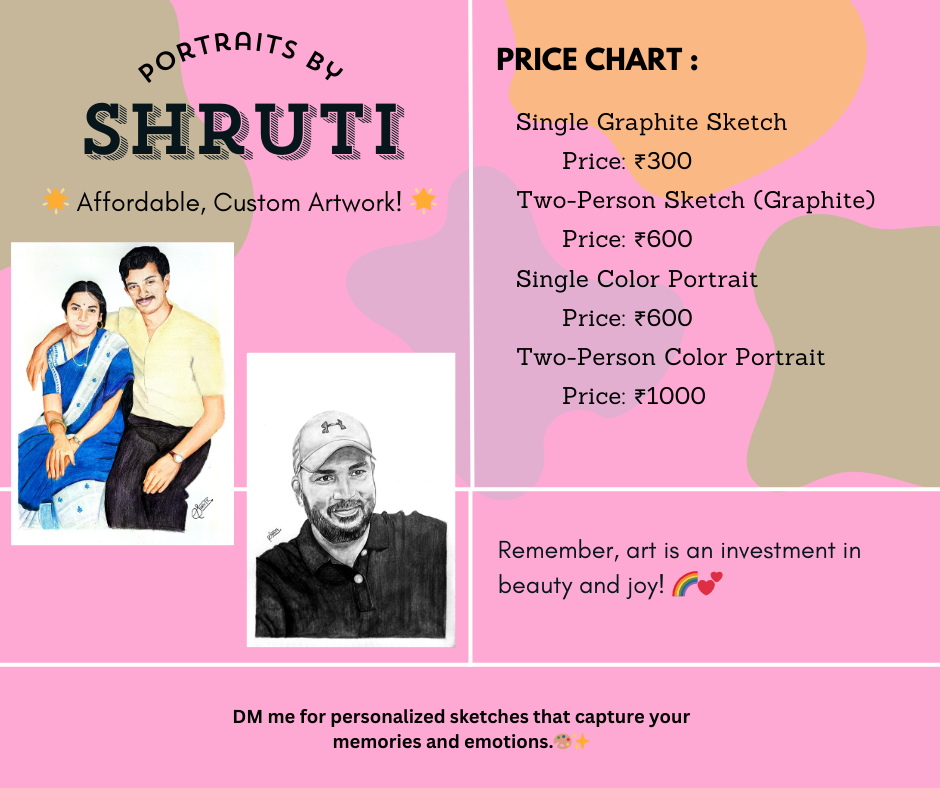 PORTRAITS BY
SHRUTI
🌟 Affordable, Custom Artwork! 🌟
PRICE CHART :
Single Graphite Sketch
Price: ₹300
Two-Person Sketch (Graphite)
Price: ₹600
Single Color Portrait
Price: ₹600
Two-Person Color Portrait
Price: ₹1000
Remember, art is an investment in
beauty and joy! 🌈💕
DM me for personalized sketches that capture your
memories and emotions.🎨✨